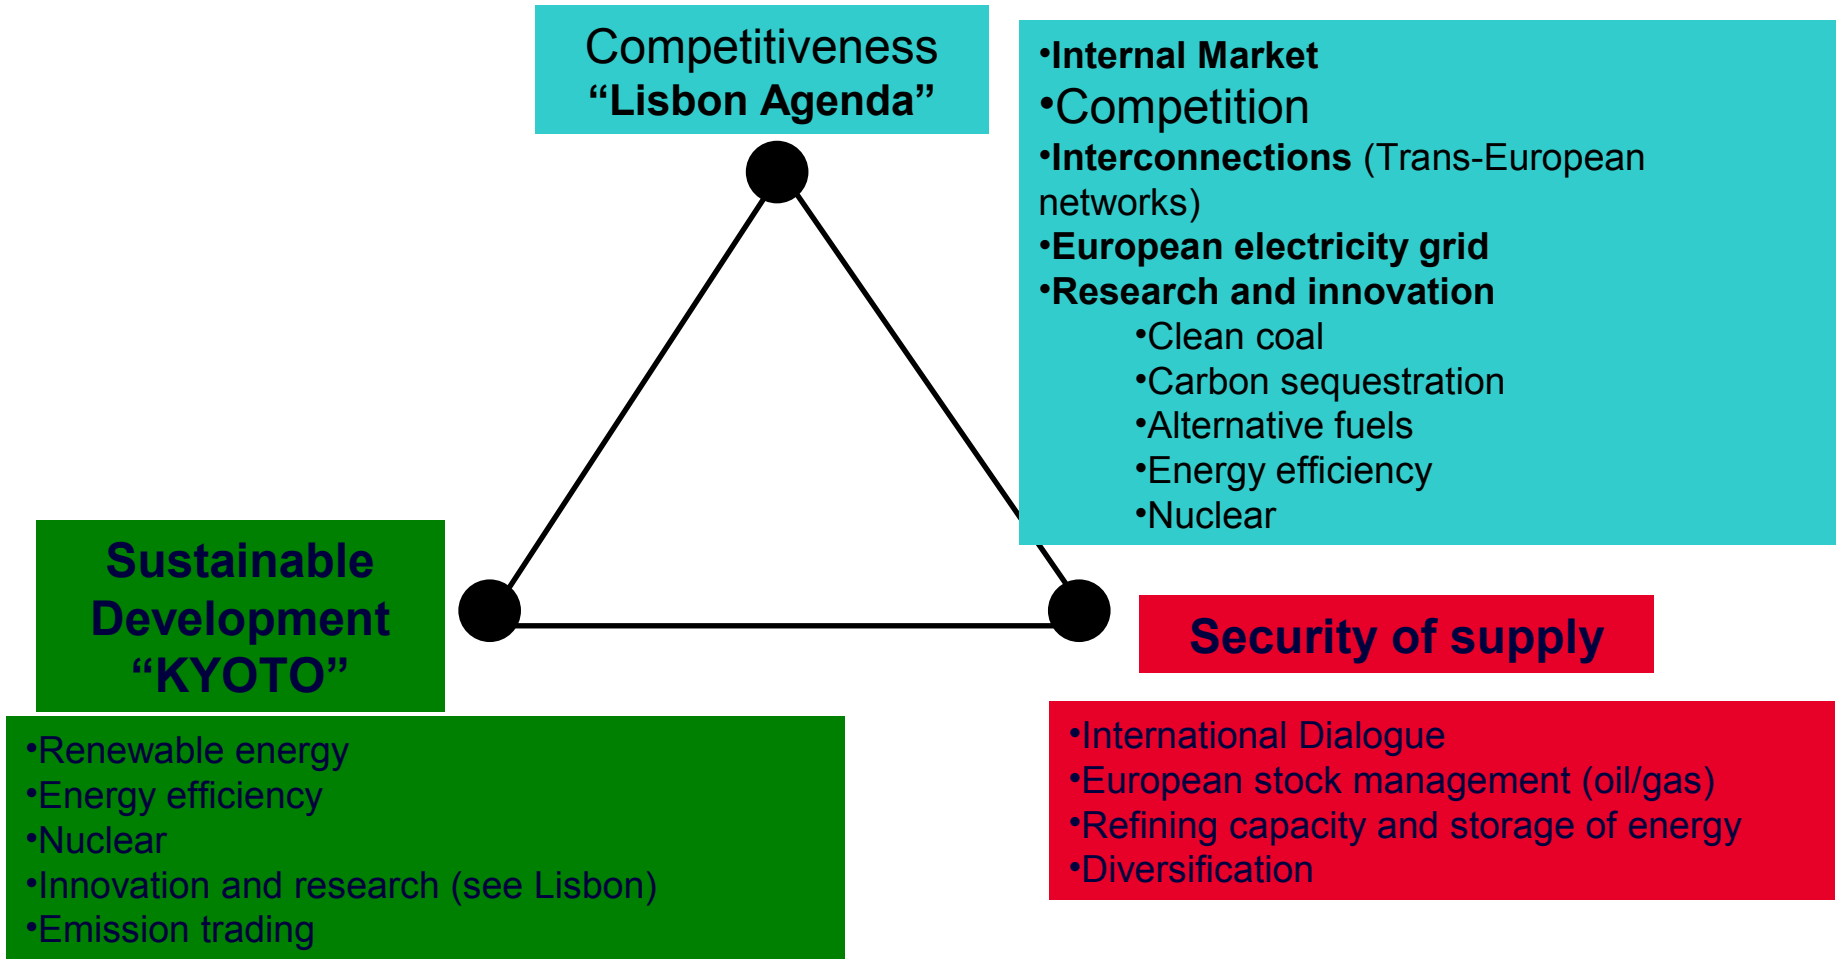 Competitiveness
“Lisbon Agenda”
•Internal Market
•Competition
•Interconnections (Trans-European
networks)
•European electricity grid
•Research and innovation
•Clean coal
•Carbon sequestration
•Alternative fuels
•Energy efficiency
•Nuclear
Sustainable
Development
“KYOTO”
•Renewable energy
•Energy efficiency
•Nuclear
•Innovation and research (see Lisbon)
•Emission trading
Security of supply
•International Dialogue
•European stock management (oil/gas)
•Refining capacity and storage of energy
•Diversification